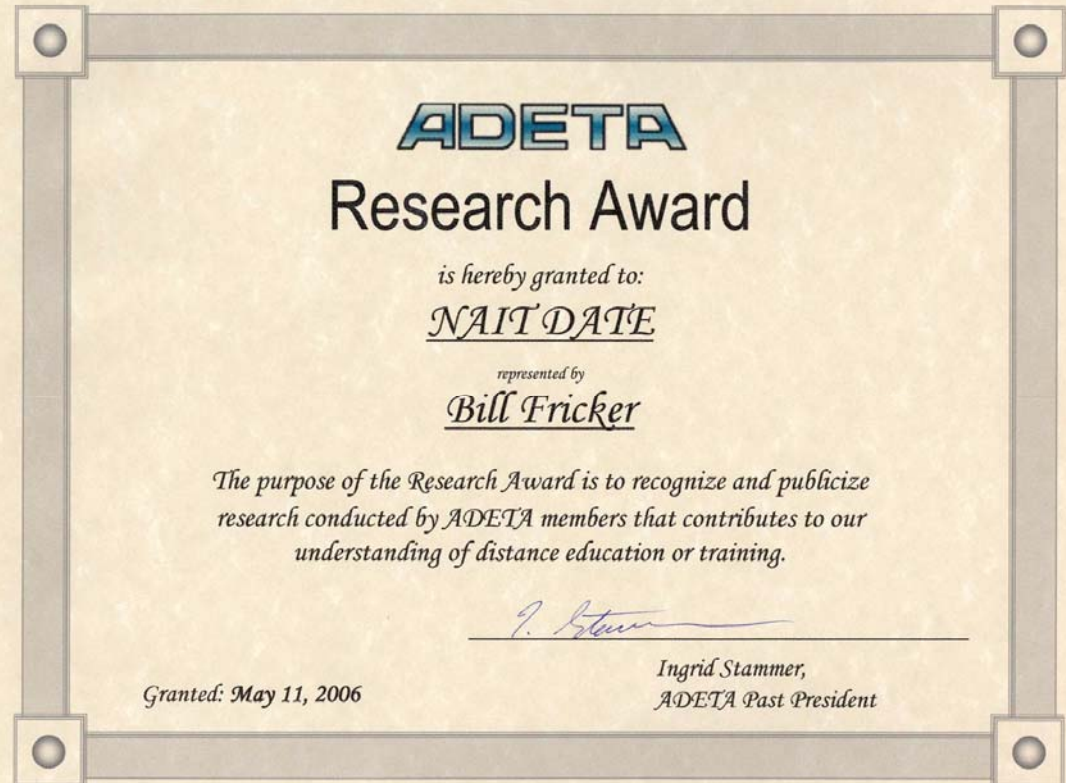 ADETA
Research Award
is hereby granted to:
NAIT DATE
represented by
Bill Fricker
The purpose of the Research Award is to recognize and publicize
research conducted by ADETA members that contributes to our
understanding of distance education or training.
Ingrid Stammer,
ADETA Past President
Granted: May 11, 2006